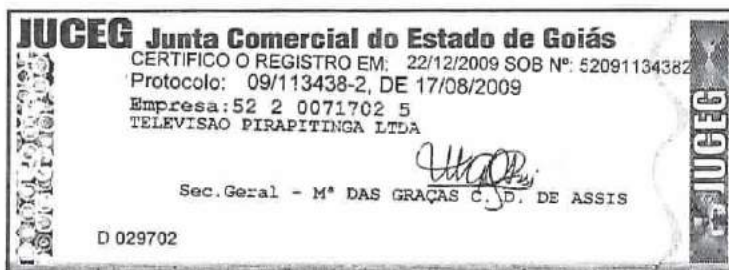 JUCEG Junta Comercial do Estado de Goiás
CERTIFICO O REGISTRO EM: 22/12/2009 SOB Nº: 52091134382
Protocolo: 09/113438-2, DE 17/08/2009
Empresa:52 2 0071702 5
TELEVISAO PIRAPITINGA LTDA
Sec.Geral - Mª DAS GRAÇAS C. D. DE ASSIS
D 029702
JUCEG